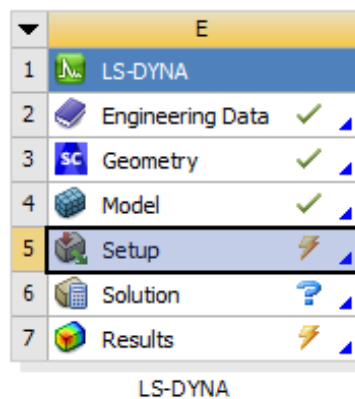 E
1 LS-DYNA
2 Engineering Data
3 SC Geometry
4 Model
5 Setup
6 Solution
7 Results
LS-DYNA